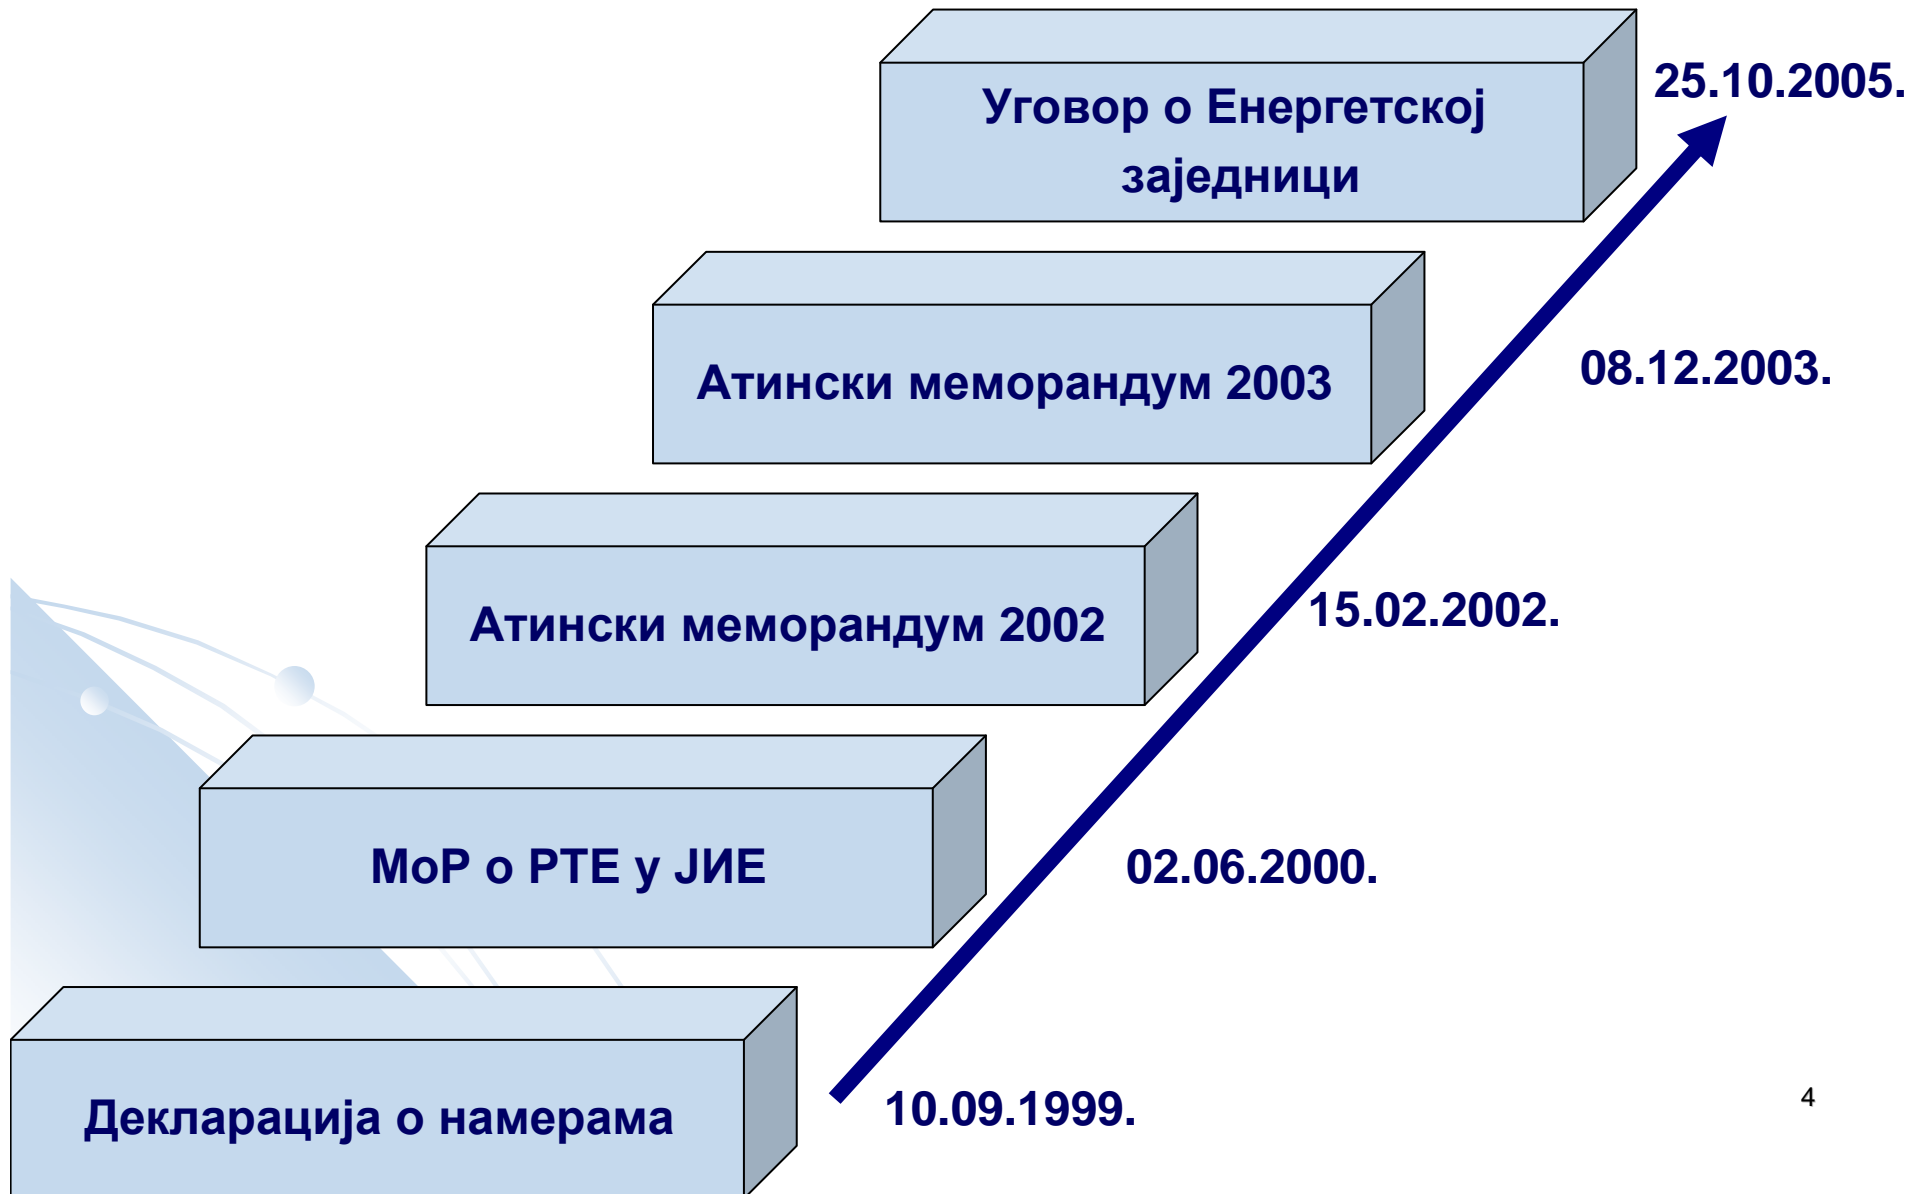 Уговор о Енергетској
заједници
25.10.2005.
Атински меморандум 2003
08.12.2003.
Атински меморандум 2002
15.02.2002.
МоР о РТЕ у ЈИЕ
02.06.2000.
Декларација о намерама
10.09.1999.
4